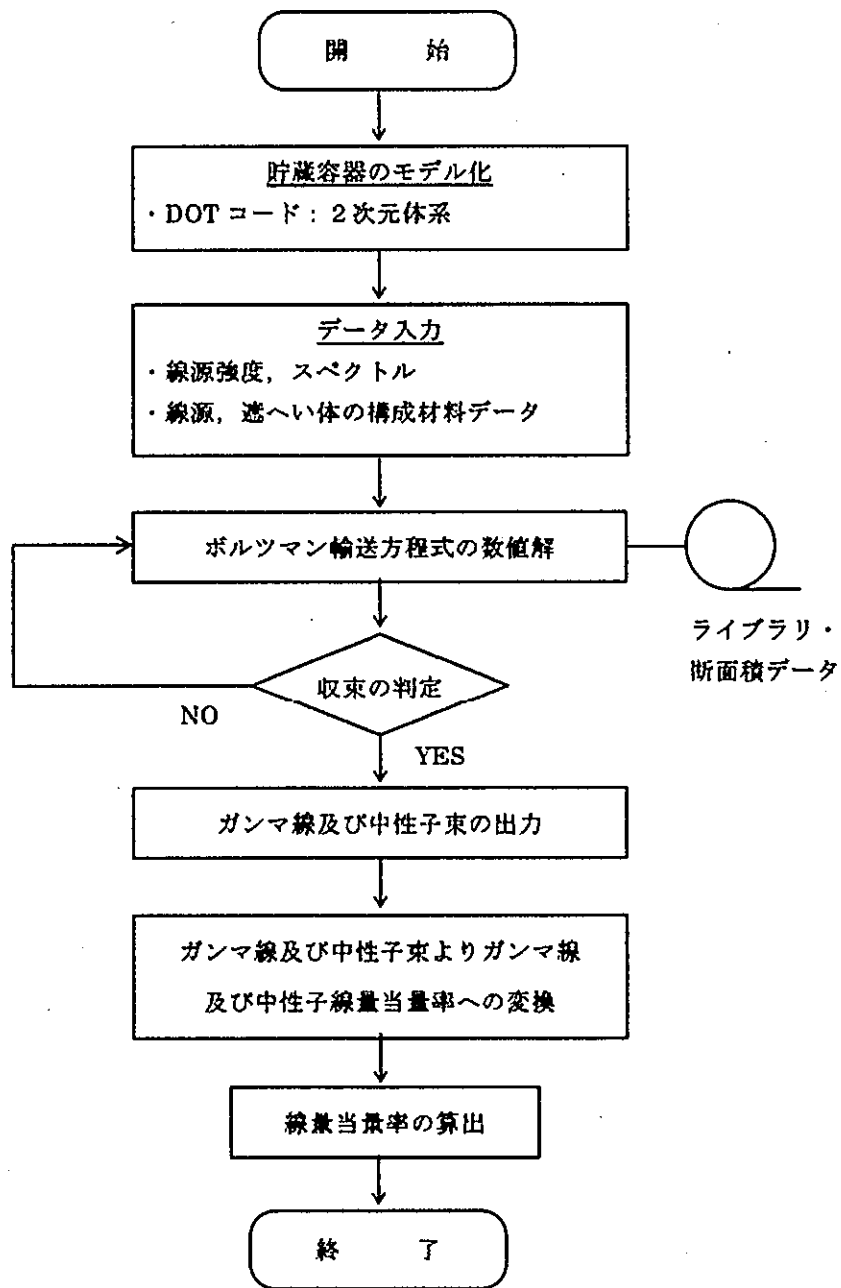 開 始
貯蔵容器のモデル化
・DOT コード：2次元体系
データ入力
・線源強度，スペクトル
・線源，遮へい体の構成材料データ
ボルツマン輸送方程式の数値解
ライブラリ・
断面積データ
収束の判定
NO
YES
ガンマ線及び中性子束の出力
ガンマ線及び中性子束よりガンマ線
及び中性子線量当量率への変換
線量当量率の算出
終 了